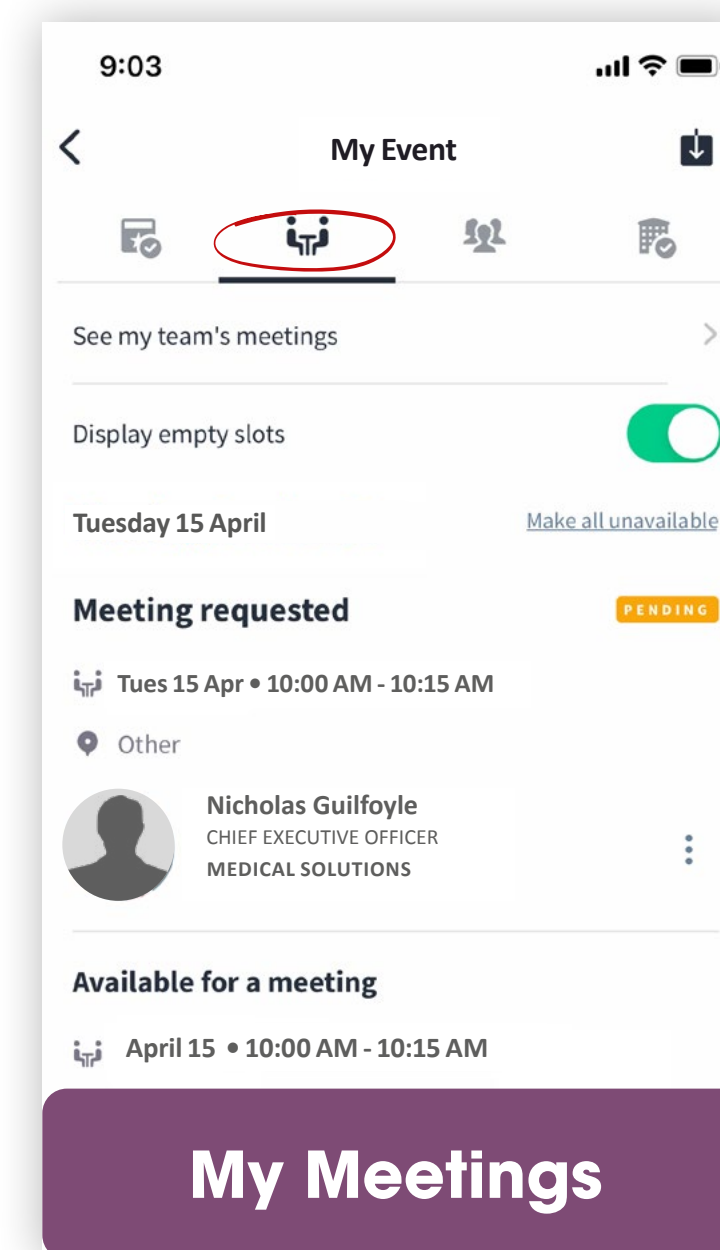 9:03
My Event
See my team's meetings
Display empty slots
Tuesday 15 April Make all unavailable
Meeting requested PENDING
Tues 15 Apr • 10:00 AM - 10:15 AM
Other
Nicholas Guilfoyle
CHIEF EXECUTIVE OFFICER
MEDICAL SOLUTIONS
Available for a meeting
April 15 • 10:00 AM - 10:15 AM
My Meetings